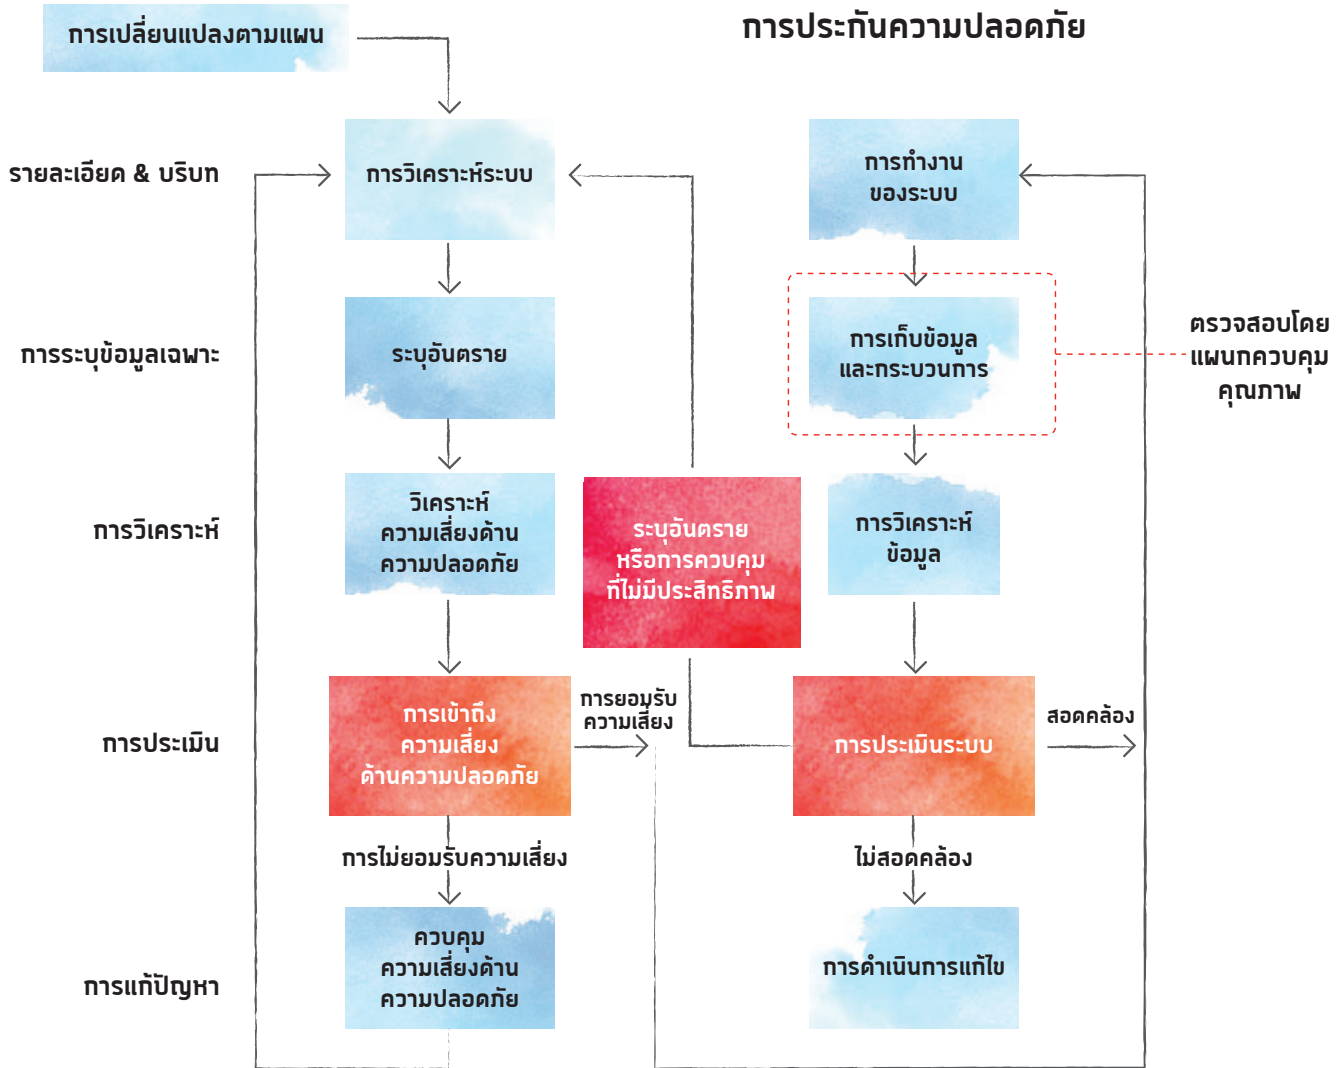 การเปลี่ยนแปลงตามแผน
การประกันความปลอดภัย
รายละเอียด & บริบท
การวิเคราะห์ระบบ
การทำงาน
ของระบบ
การระบุข้อมูลเฉพาะ
ระบุอันตราย
การเก็บข้อมูล
และกระบวนการ
ตรวจสอบโดย
แผนกควบคุม
คุณภาพ
การวิเคราะห์
วิเคราะห์
ความเสี่ยงด้าน
ความปลอดภัย
ระบุอันตราย
หรือการควบคุม
ที่ไม่มีประสิทธิภาพ
การวิเคราะห์
ข้อมูล
การประเมิน
การเข้าถึง
ความเสี่ยง
ด้านความปลอดภัย
การยอมรับ
ความเสี่ยง
การประเมินระบบ
สอดคล้อง
การไม่ยอมรับความเสี่ยง
ไม่สอดคล้อง
การแก้ปัญหา
ควบคุม
ความเสี่ยงด้าน
ความปลอดภัย
การดำเนินการแก้ไข